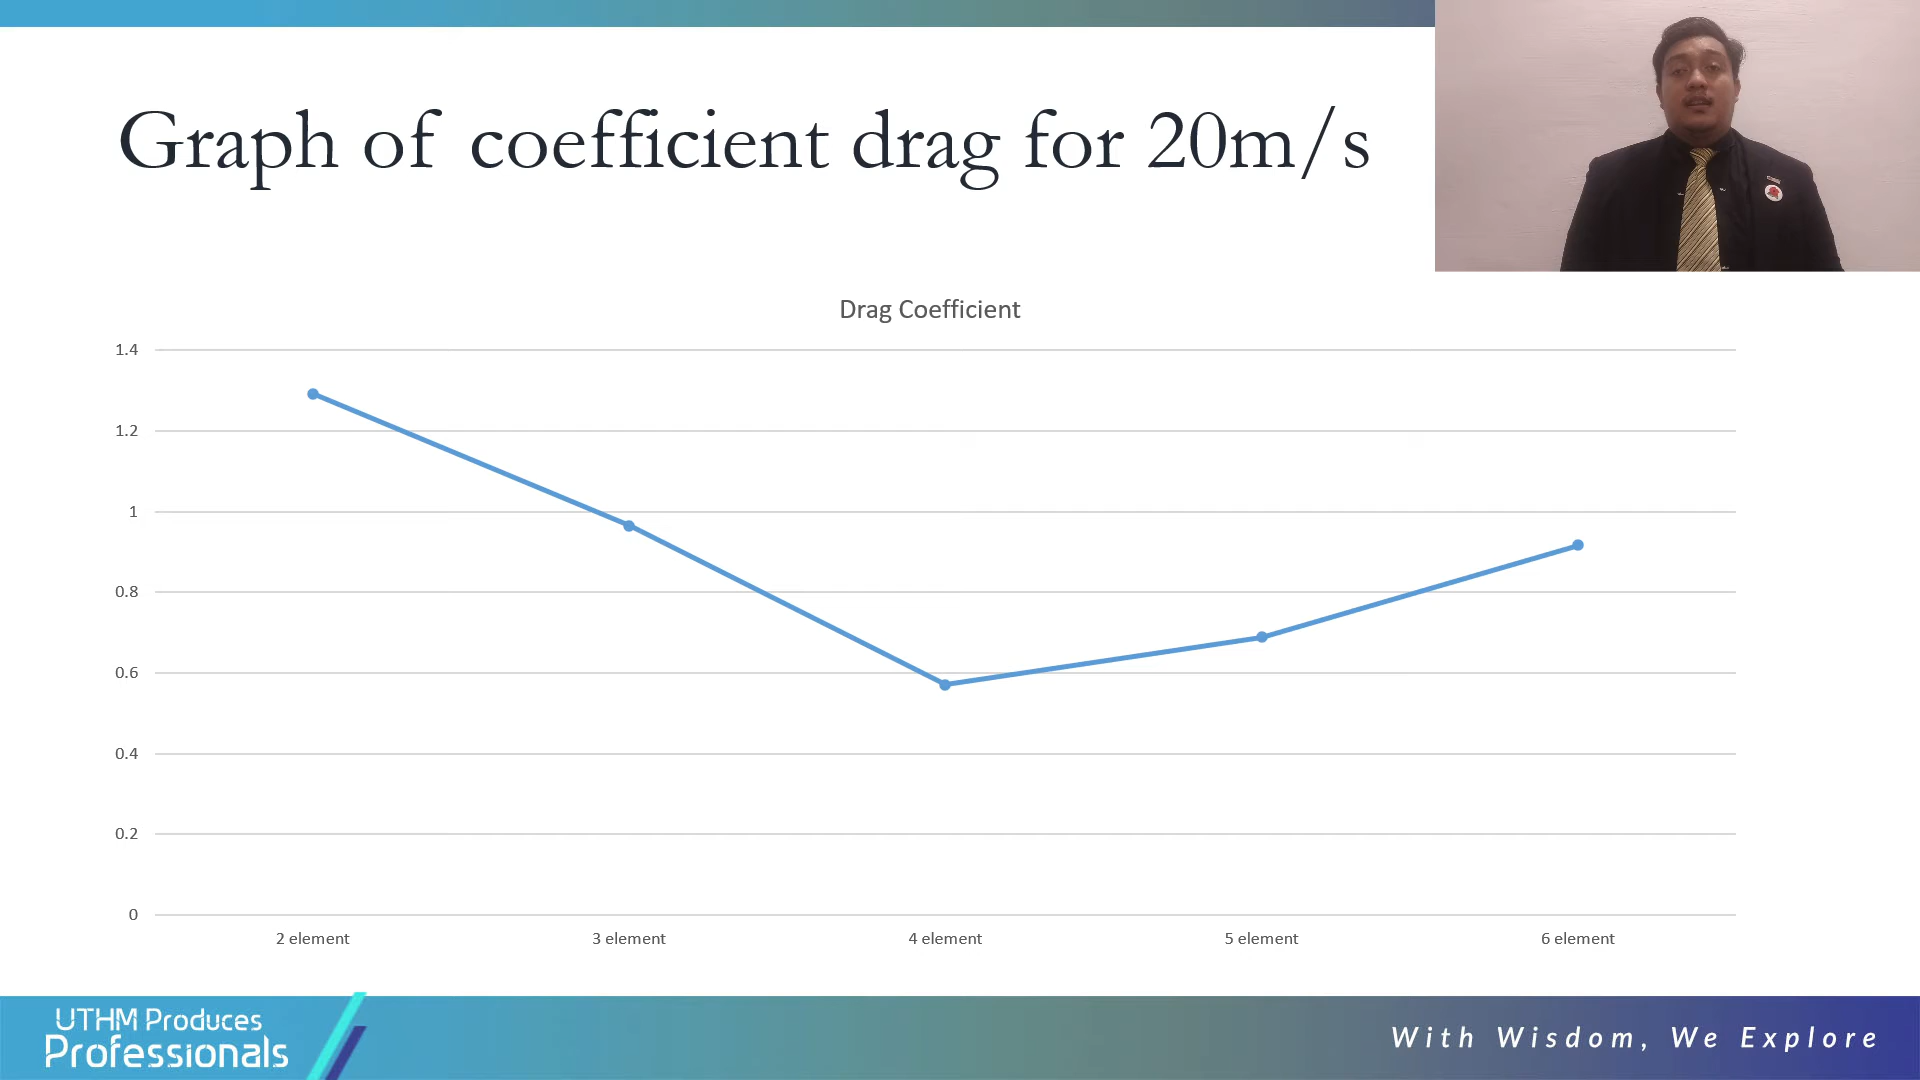 Graph of coefficient drag for 20m/s
Drag Coefficient
1.4
1.2
1
0.8
0.6
0.4
0.2
0
2 element
3 element
4 element
5 element
6 element
UTHM Produces
Professionals
With Wisdom, We Explore